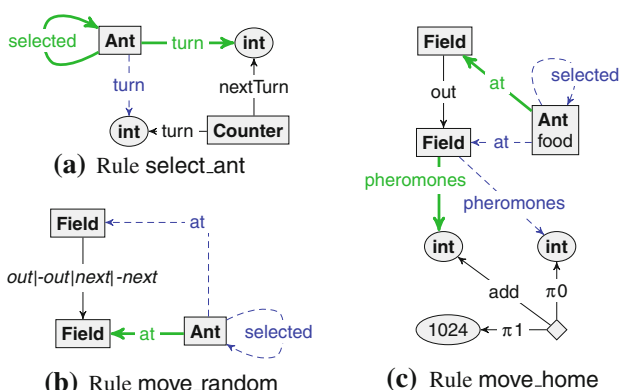 selected
Ant
turn
int
turn
nextTurn
int
turn
Counter
(a) Rule select_ant
Field
at
out|-out|next|-next
Field
at
Ant
selected
(b) Rule move_random
Field
at
selected
out
Ant
food
Field
at
pheromones
pheromones
int
int
add
π0
1024
π1
(c) Rule move_home